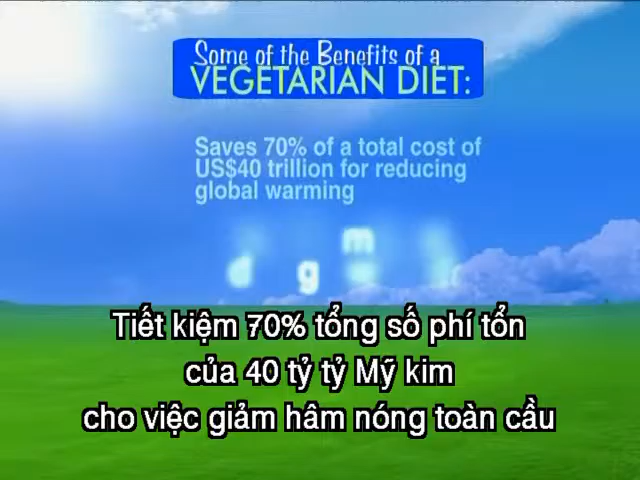 Some of the Benefits of a
VEGETARIAN DIET:
Saves 70% of a total cost of
US$40 trillion for reducing
global warming
m
d g
Tiết kiệm 70% tổng số phí tổn
của 40 tỷ tỷ Mỹ kim
cho việc giảm hâm nóng toàn cầu